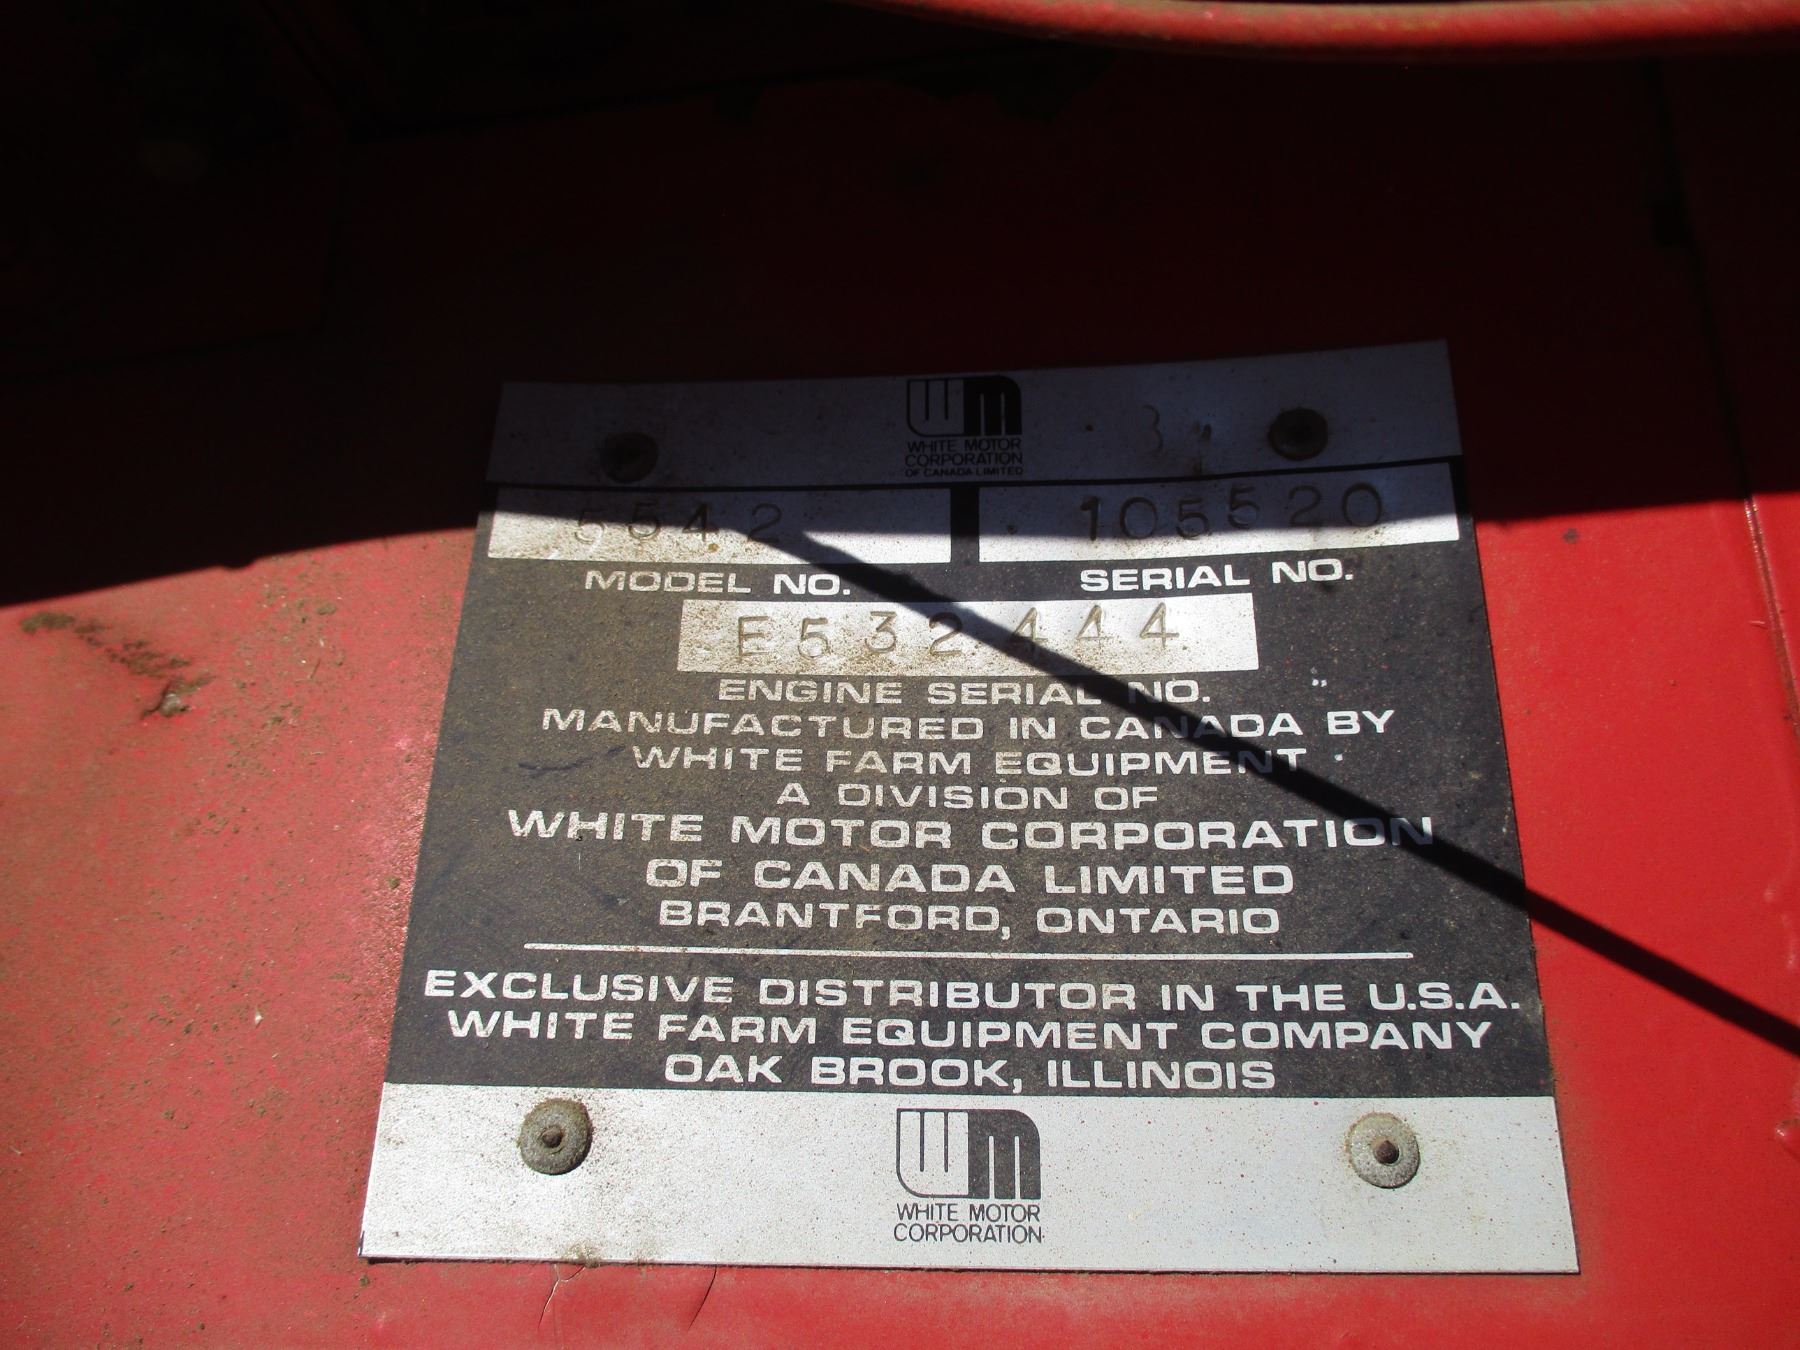 WHITE MOTOR
CORPORATION
OF CANADA LIMITED
5542 105520
MODEL NO. SERIAL NO.
E532444
ENGINE SERIAL NO.
MANUFACTURED IN CANADA BY
WHITE FARM EQUIPMENT
A DIVISION OF
WHITE MOTOR CORPORATION
OF CANADA LIMITED
BRANTFORD, ONTARIO
EXCLUSIVE DISTRIBUTOR IN THE U.S.A.
WHITE FARM EQUIPMENT COMPANY
OAK BROOK, ILLINOIS
WHITE MOTOR
CORPORATION